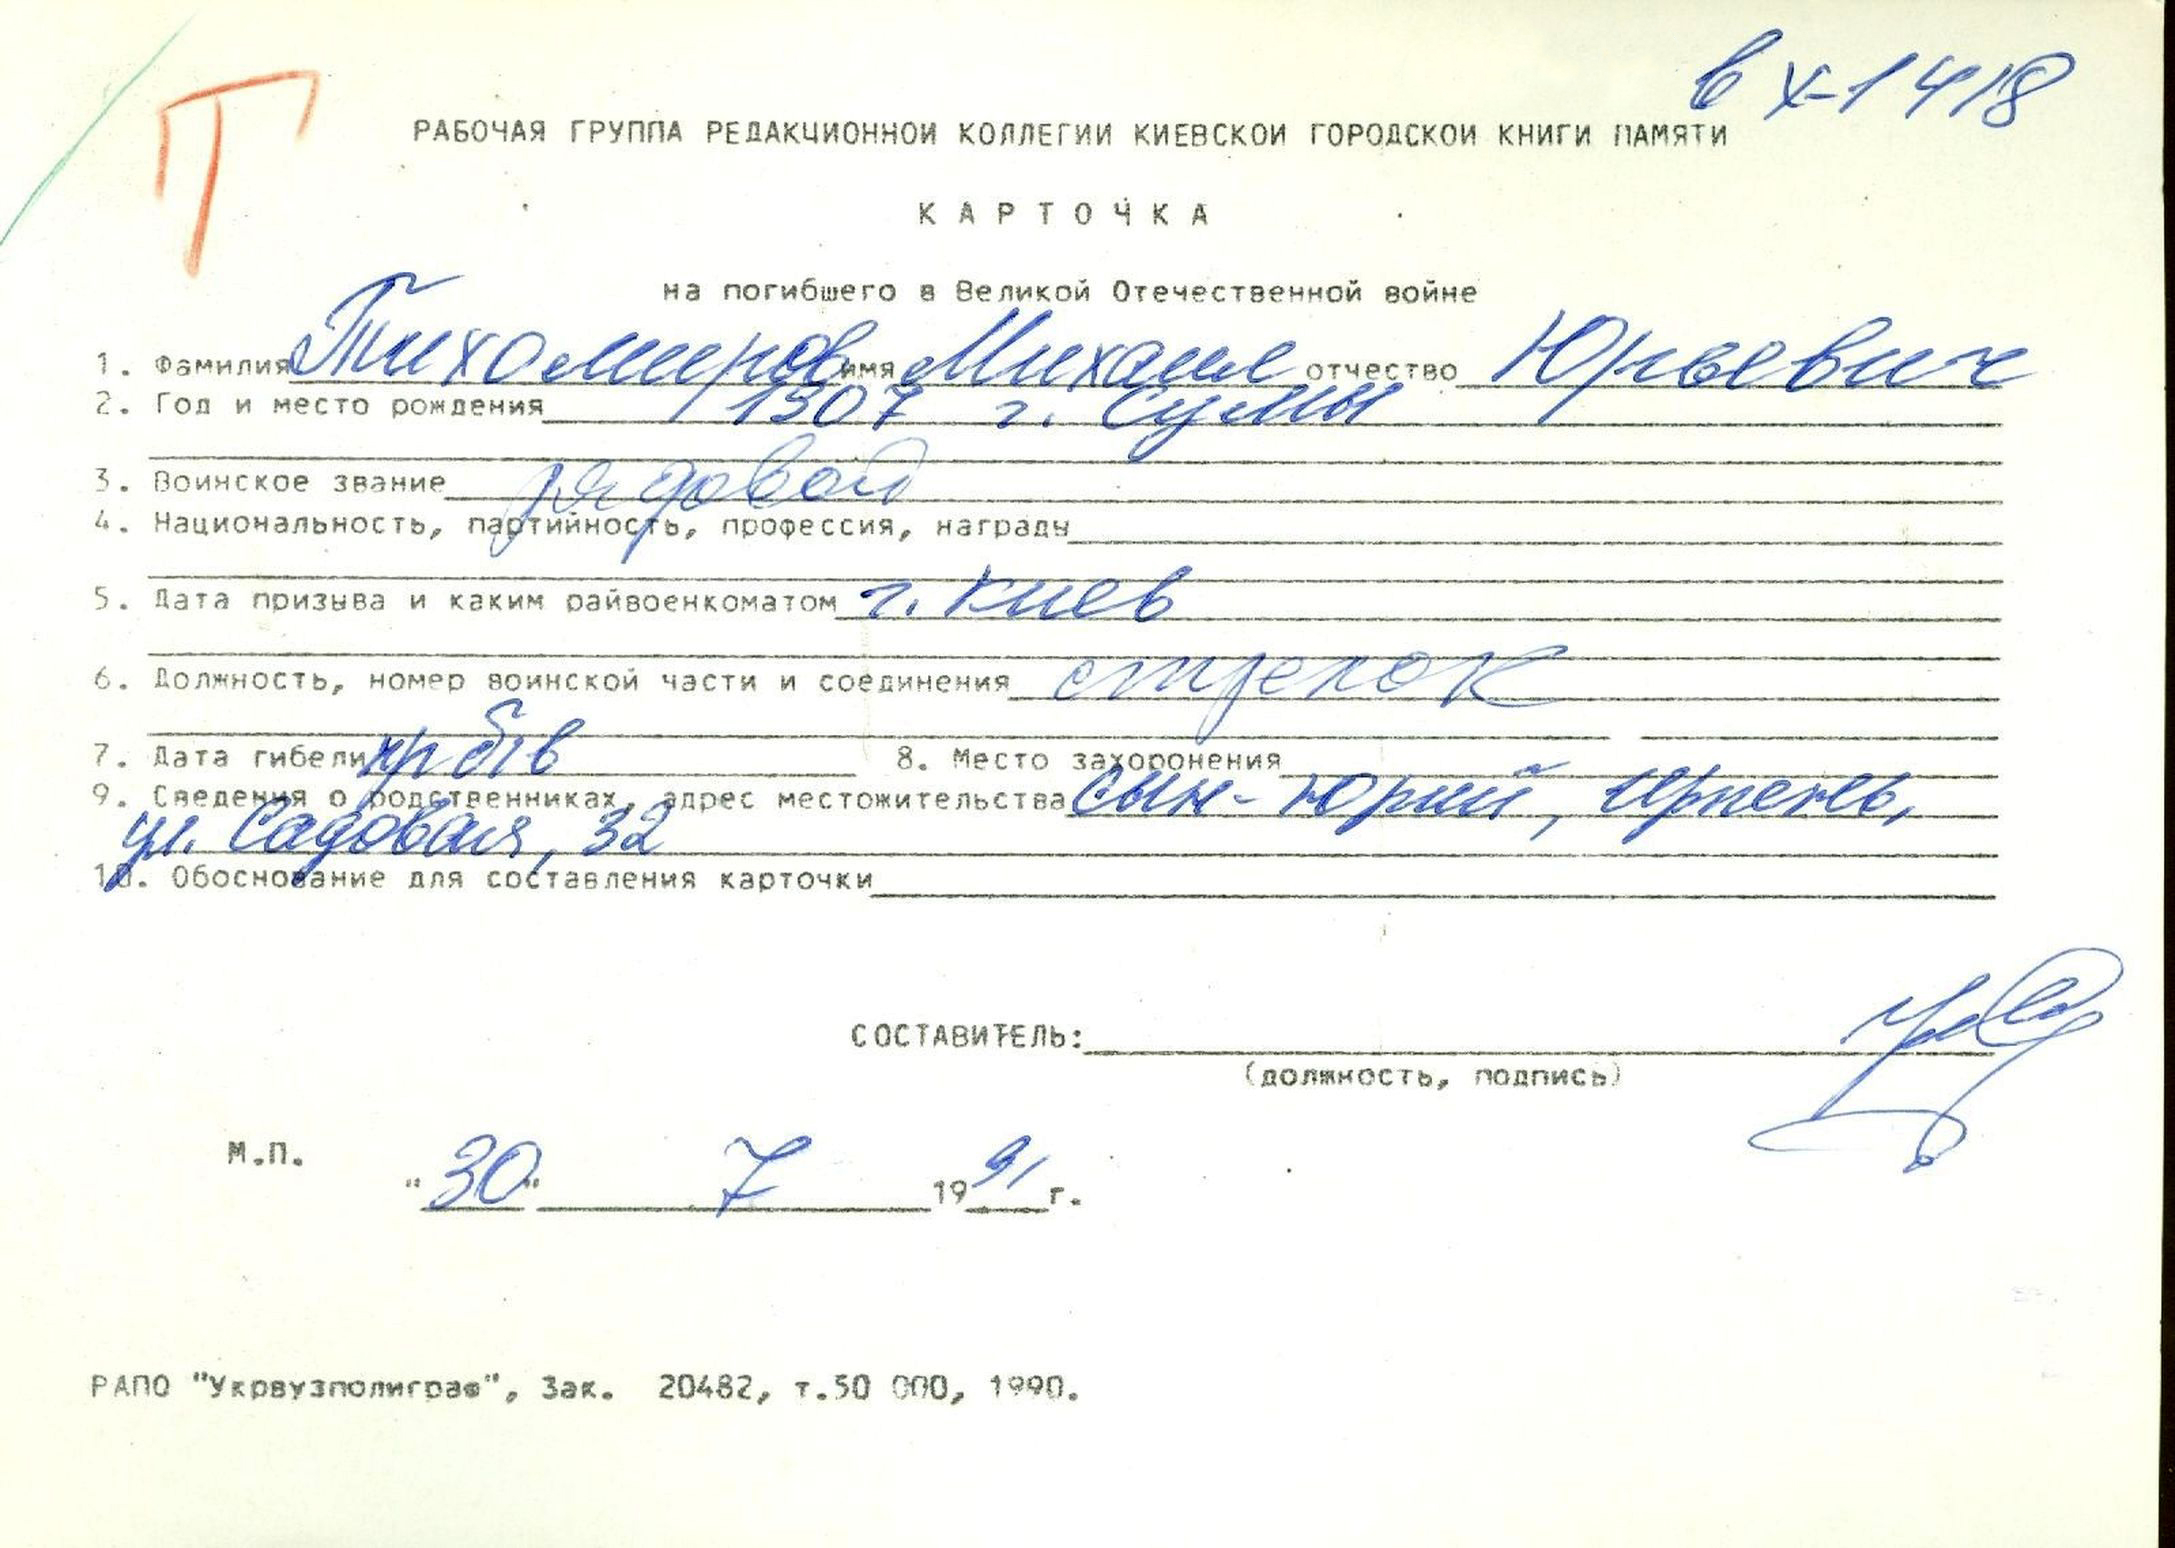 вх-1418
Т
РАБОЧАЯ ГРУППА РЕДАКЦИОННОЙ КОЛЛЕГИИ КИЕВСКОЙ ГОРОДСКОЙ КНИГИ ПАМЯТИ
КАРТОЧКА
на погибшего в Великой Отечественной войне
1. Фамилия Тихомиров имя Михаил отчество Юрьевич
2. Год и место рождения 1907 г. Сумы
3. Воинское звание рядовой
4. Национальность, партийность, профессия, награды
5. Дата призыва и каким райвоенкоматом г. Киев
6. Должность, номер воинской части и соединения стрелок
7. Дата гибели пр б/в 8. Место захоронения
9. Сведения о родственниках, адрес местожительства сын- Юрий, Ирпень,
ул. Садовая, 32
10. Обоснование для составления карточки
СОСТАВИТЕЛЬ:
(должность, подпись)
М.П.
"30" 7 1991 г.
РАПО "Укрвузполиграф", Зак. 20482, т.50 000, 1990.